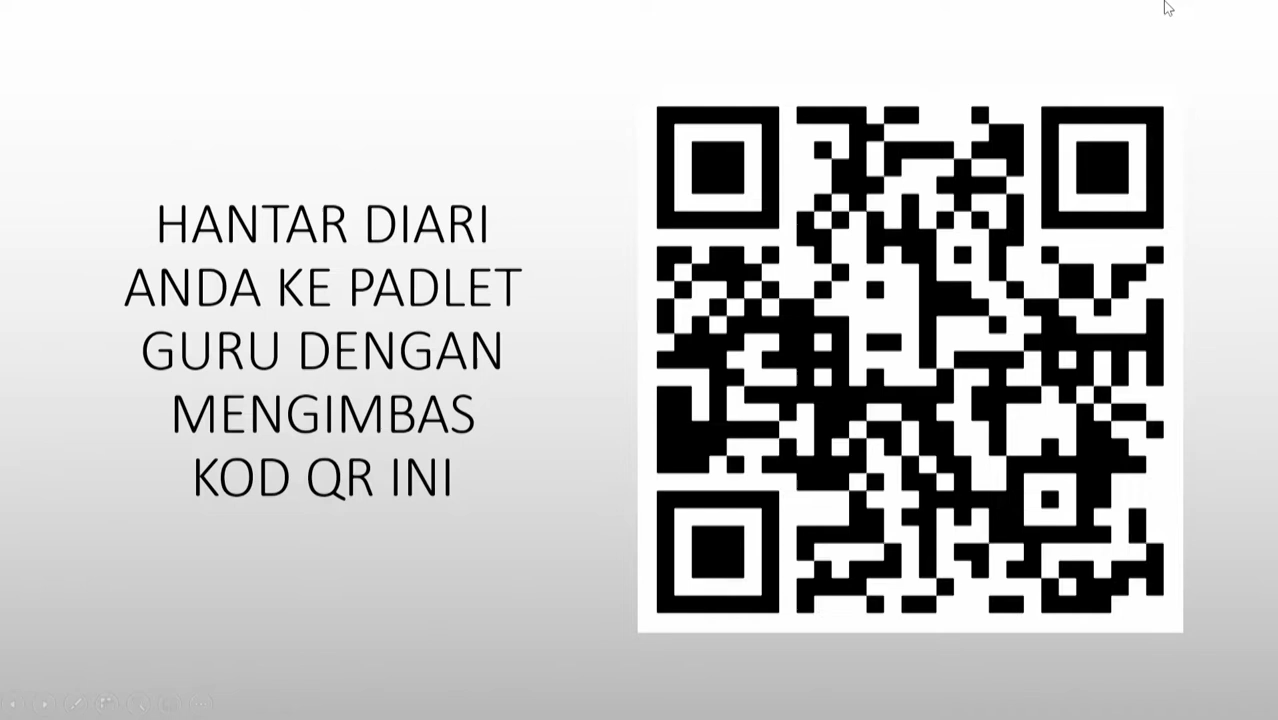 HANTAR DIARI
ANDA KE PADLET
GURU DENGAN
MENGIMBAS
KOD QR INI